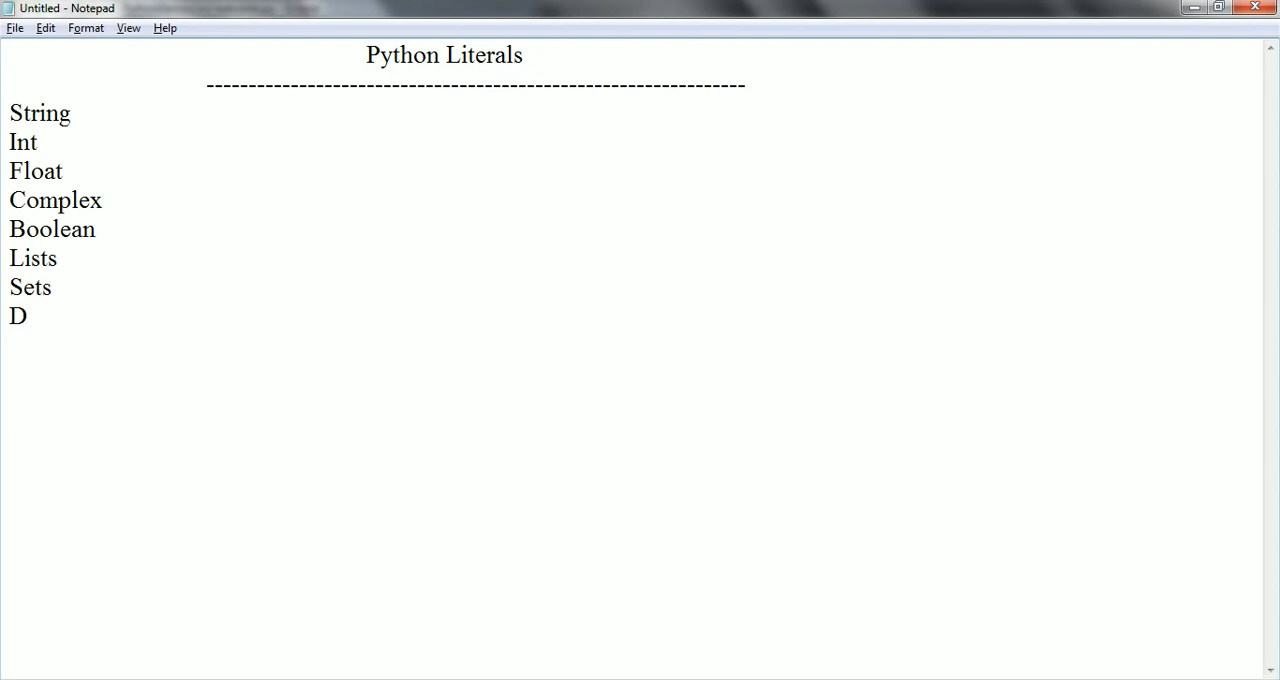 Untitled - Notepad
File Edit Format View Help
Python Literals
----------------------------------------------------------------
String
Int
Float
Complex
Boolean
Lists
Sets
D